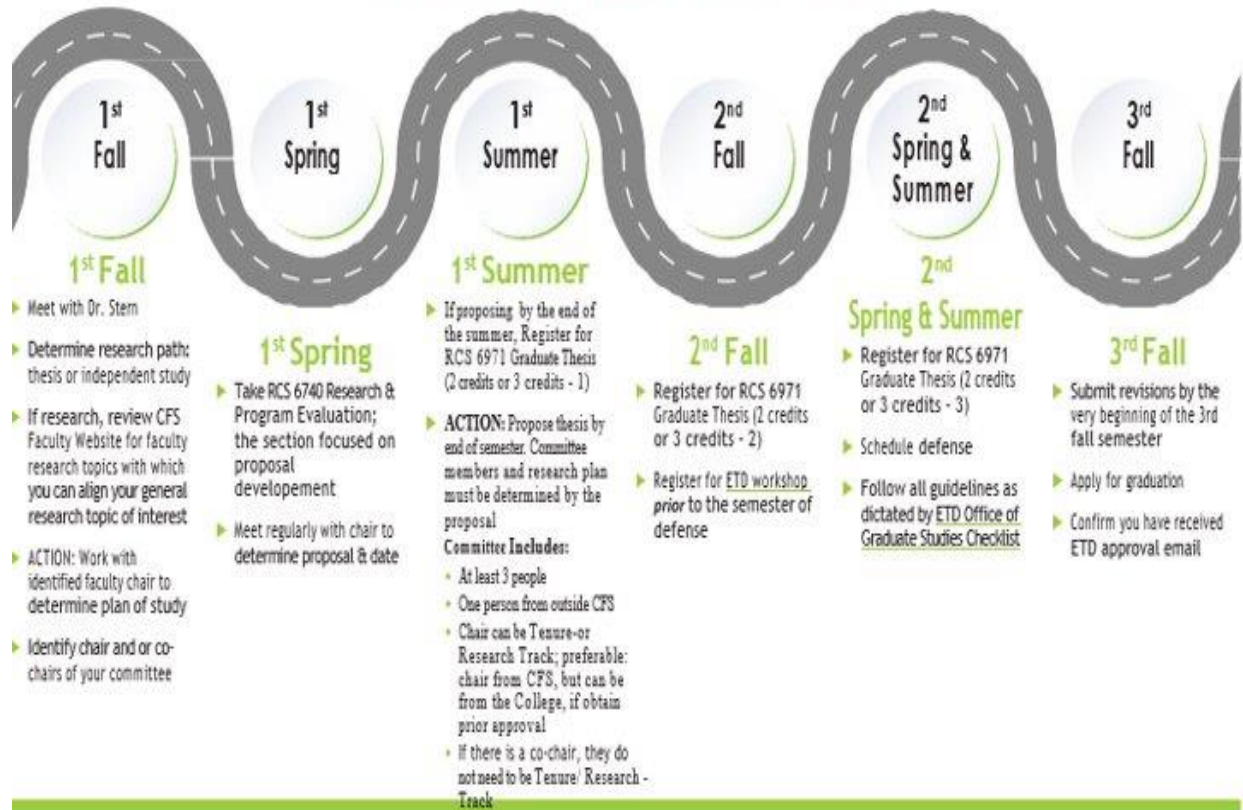 1st
Fall
1st
Spring
1st
Summer
2nd
Fall
2nd
Spring &
Summer
3rd
Fall
1st Fall
Meet with Dr. Stern
Determine research path:
thesis or independent study
If research, review CFS
Faculty Website for faculty
research topics with which
you can align your general
research topic of interest
ACTION: Work with
identified faculty chair to
determine plan of study
Identify chair and or co-
chairs of your committee
1st Spring
Take RCS 6740 Research &
Program Evaluation;
the section focused on
proposal
developement
Meet regularly with chair to
determine proposal & date
1st Summer
If proposing by the end of
the summer, Register for
RCS 6971 Graduate Thesis
(2 credits or 3 credits - 1)
ACTION: Propose thesis by
end of semester. Committee
members and research plan
must be determined by the
proposal
Committee Includes:
At least 3 people
One person from outside CFS
Chair can be Tenure-or
Research Track; preferable:
chair from CFS, but can be
from the College, if obtain
prior approval
If there is a co-chair, they do
not need to be Tenure/ Research -
Track
2nd Fall
Register for RCS 6971
Graduate Thesis (2 credits
or 3 credits - 2)
Register for ETD workshop
prior to the semester of
defense
2nd
Spring & Summer
Register for RCS 6971
Graduate Thesis (2 credits
or 3 credits - 3)
Schedule defense
Follow all guidelines as
dictated by ETD Office of
Graduate Studies Checklist
3rd Fall
Submit revisions by the
very beginning of the 3rd
fall semester
Apply for graduation
Confirm you have received
ETD approval email